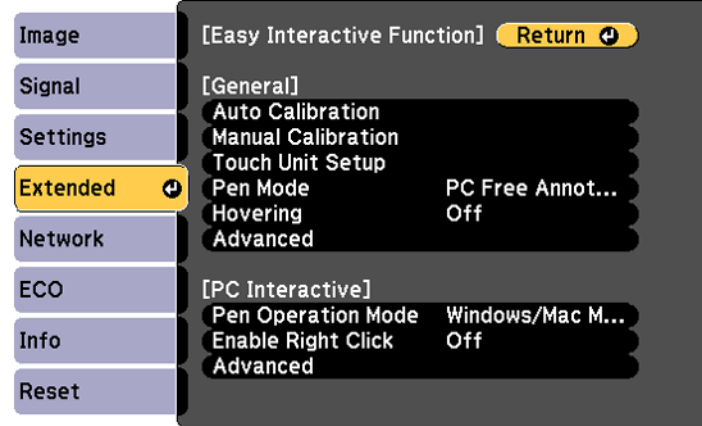 Image
Signal
Settings
Extended
Network
ECO
Info
Reset
[Easy Interactive Function] Return
[General]
Auto Calibration
Manual Calibration
Touch Unit Setup
Pen Mode PC Free Annot...
Hovering Off
Advanced
[PC Interactive]
Pen Operation Mode Windows/Mac M...
Enable Right Click Off
Advanced